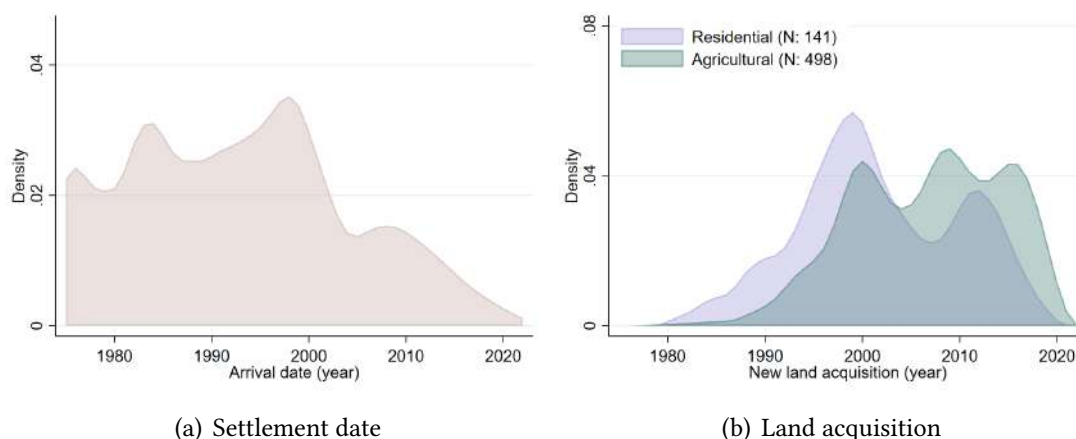 Density
.04
.02
0
1980 1990 2000 2010 2020
Arrival date (year)
(a) Settlement date
Residential (N: 141)
Agricultural (N: 498)
Density
.08
.04
0
1980 1990 2000 2010 2020
New land acquisition (year)
(b) Land acquisition